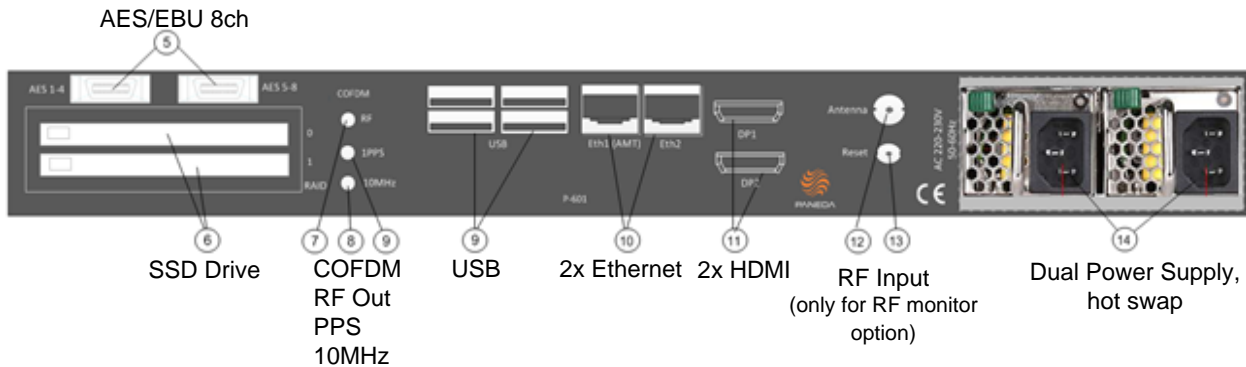 AES/EBU 8ch
5
AES 1-4
AES 5-8
COFDM
RF
0
1PPS
1
RAID
10MHz
USB
Eth1 (AMT)
Eth2
DP1
DP2
P-601
PANEDA
Antenna
Reset
CE
AC 220-230V
50-60Hz
6
7
8
9
9
10
11
12
13
14
SSD Drive
COFDM
RF Out
PPS
10MHz
USB
2x Ethernet
2x HDMI
RF Input
(only for RF monitor
option)
Dual Power Supply,
hot swap